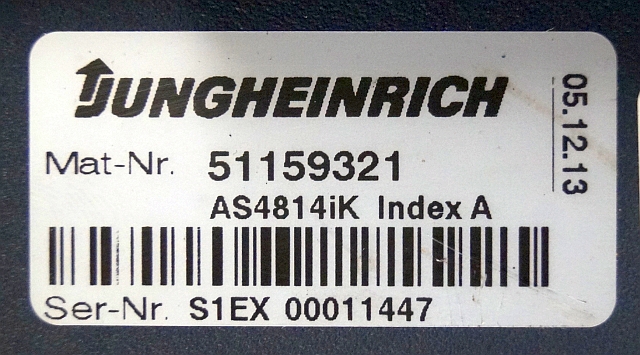 JUNGHEINRICH
Mat-Nr. 51159321
AS4814iK Index A
Ser-Nr. S1EX 00011447
05.12.13